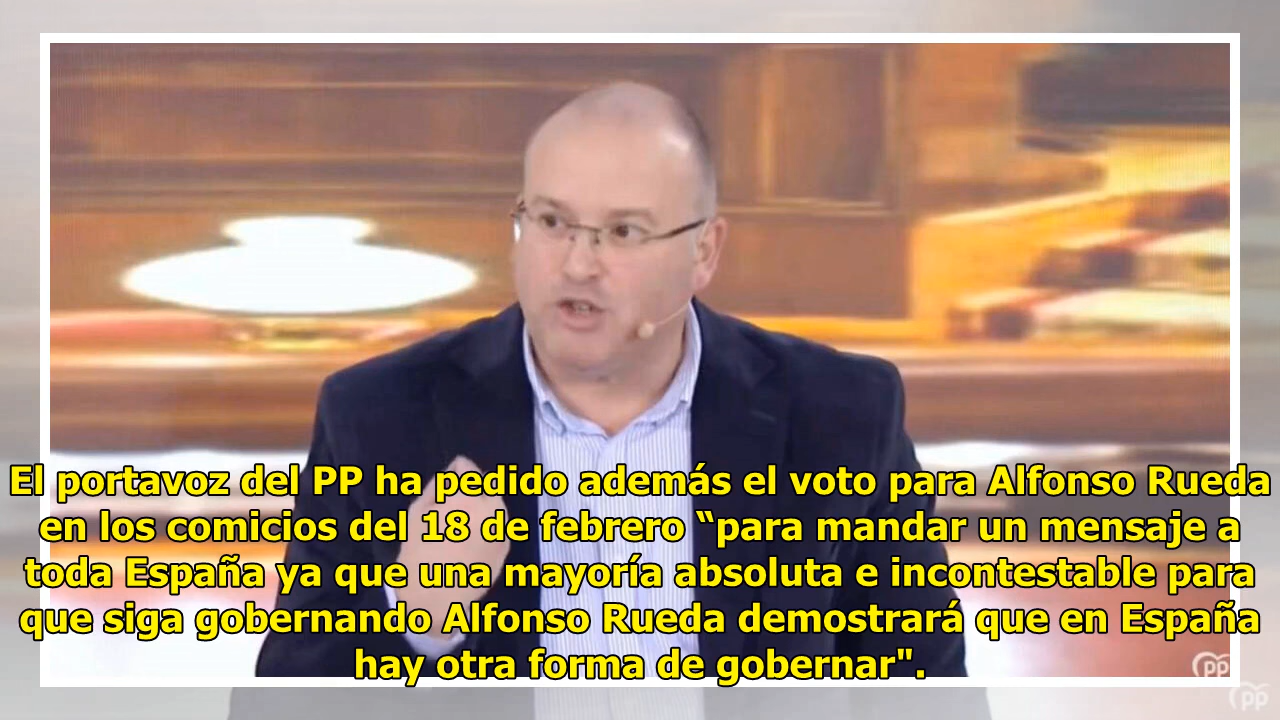 El portavoz del PP ha pedido además el voto para Alfonso Rueda
en los comicios del 18 de febrero “para mandar un mensaje a
toda España ya que una mayoría absoluta e incontestable para
que siga gobernando Alfonso Rueda demostrará que en España
hay otra forma de gobernar".
pp
pp